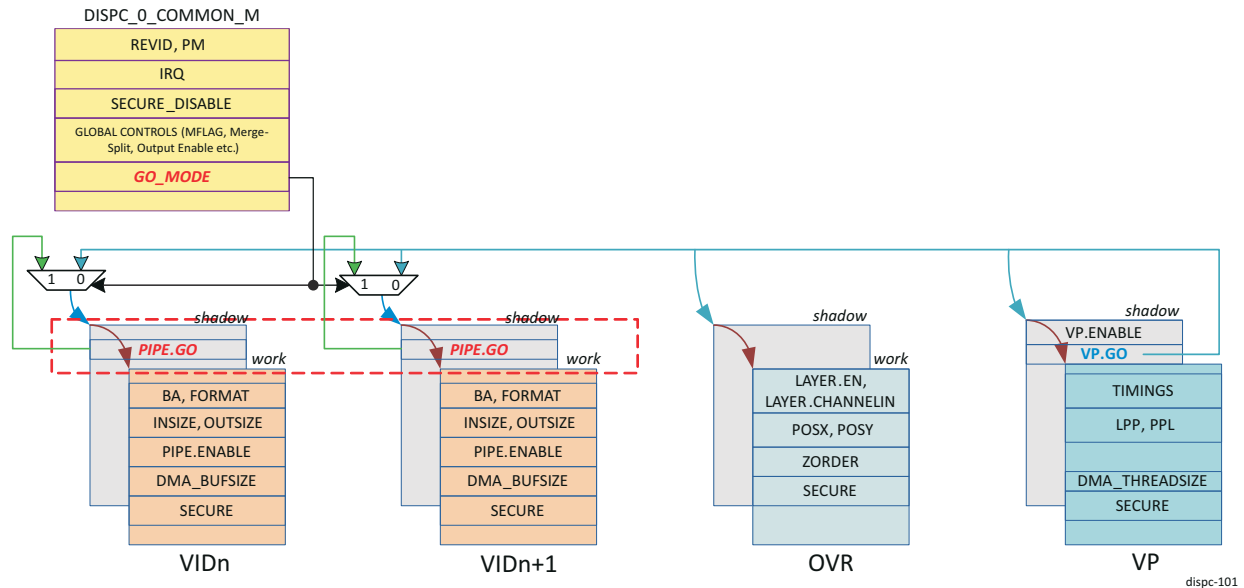 DISPC_0_COMMON_M
REVID, PM
IRQ
SECURE_DISABLE
GLOBAL CONTROLS (MFLAG, Merge-
Split, Output Enable etc.)
GO_MODE
1 0
1 0
shadow
PIPE.GO
work
BA, FORMAT
INSIZE, OUTSIZE
PIPE.ENABLE
DMA_BUFSIZE
SECURE
VIDn
shadow
PIPE.GO
work
BA, FORMAT
INSIZE, OUTSIZE
PIPE.ENABLE
DMA_BUFSIZE
SECURE
VIDn+1
shadow
work
LAYER.EN,
LAYER.CHANNELIN
POSX, POSY
ZORDER
SECURE
OVR
shadow
VP.ENABLE
VP.GO
work
TIMINGS
LPP, PPL
DMA_THREADSIZE
SECURE
VP
dispc-101